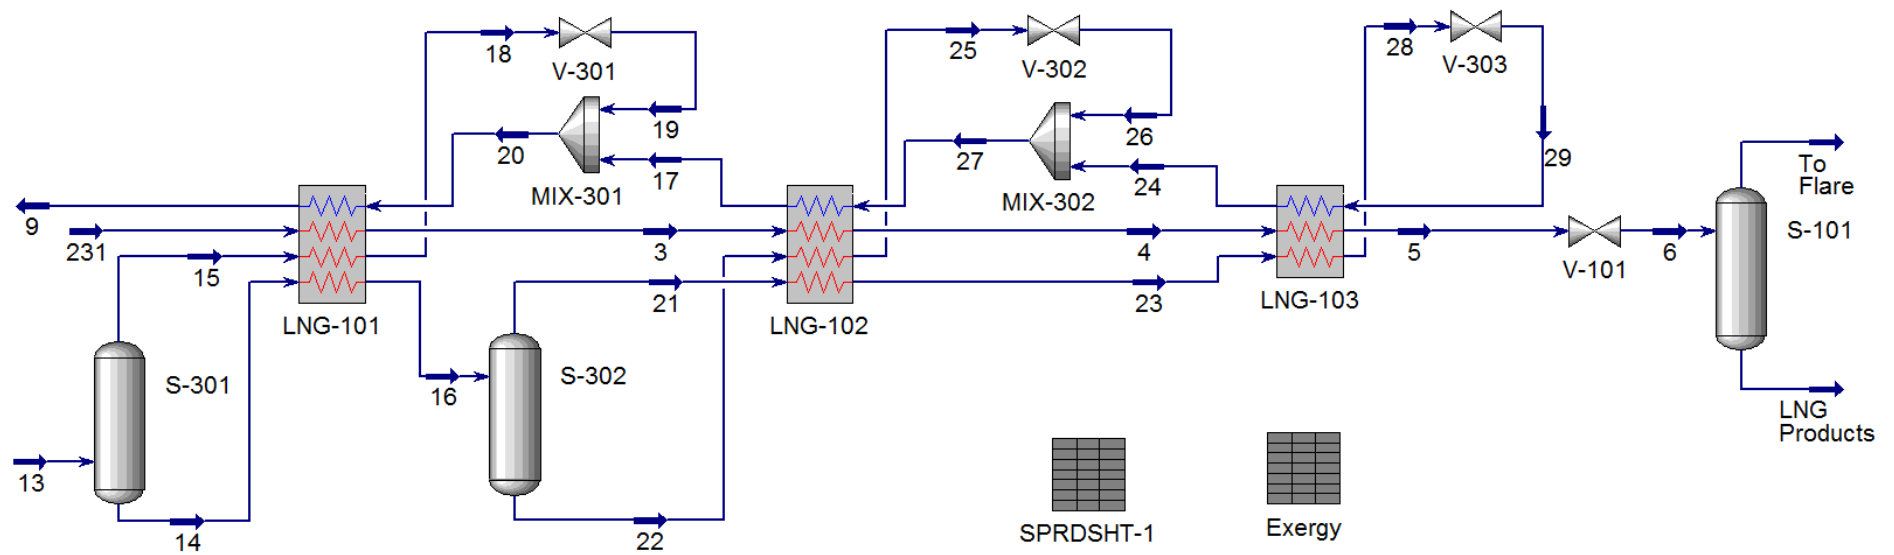 18
V-301
25
V-302
28
V-303
19
20
17
MIX-301
26
27
24
MIX-302
29
To
Flare
9
231
15
3
4
5
V-101
6
S-101
21
23
LNG-101
LNG-102
LNG-103
S-301
16
S-302
LNG
Products
13
14
22
SPRDSHT-1
Exergy